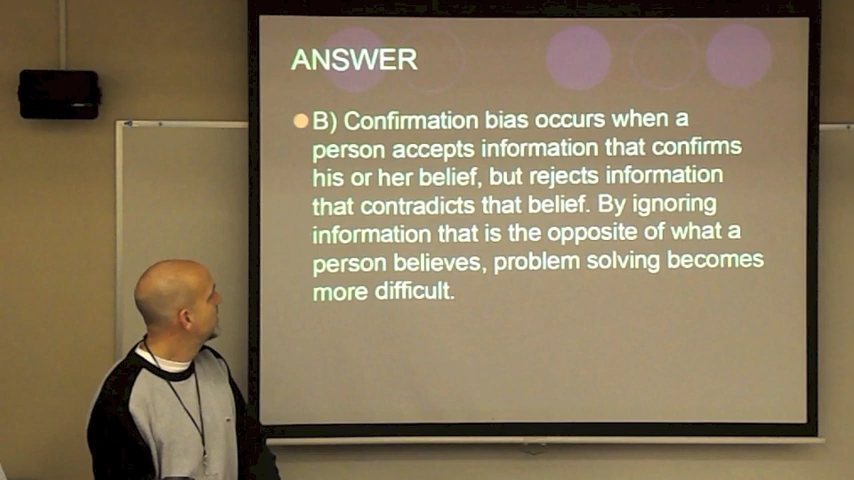 ANSWER
B) Confirmation bias occurs when a
person accepts information that confirms
his or her belief, but rejects information
that contradicts that belief. By ignoring
information that is the opposite of what a
person believes, problem solving becomes
more difficult.